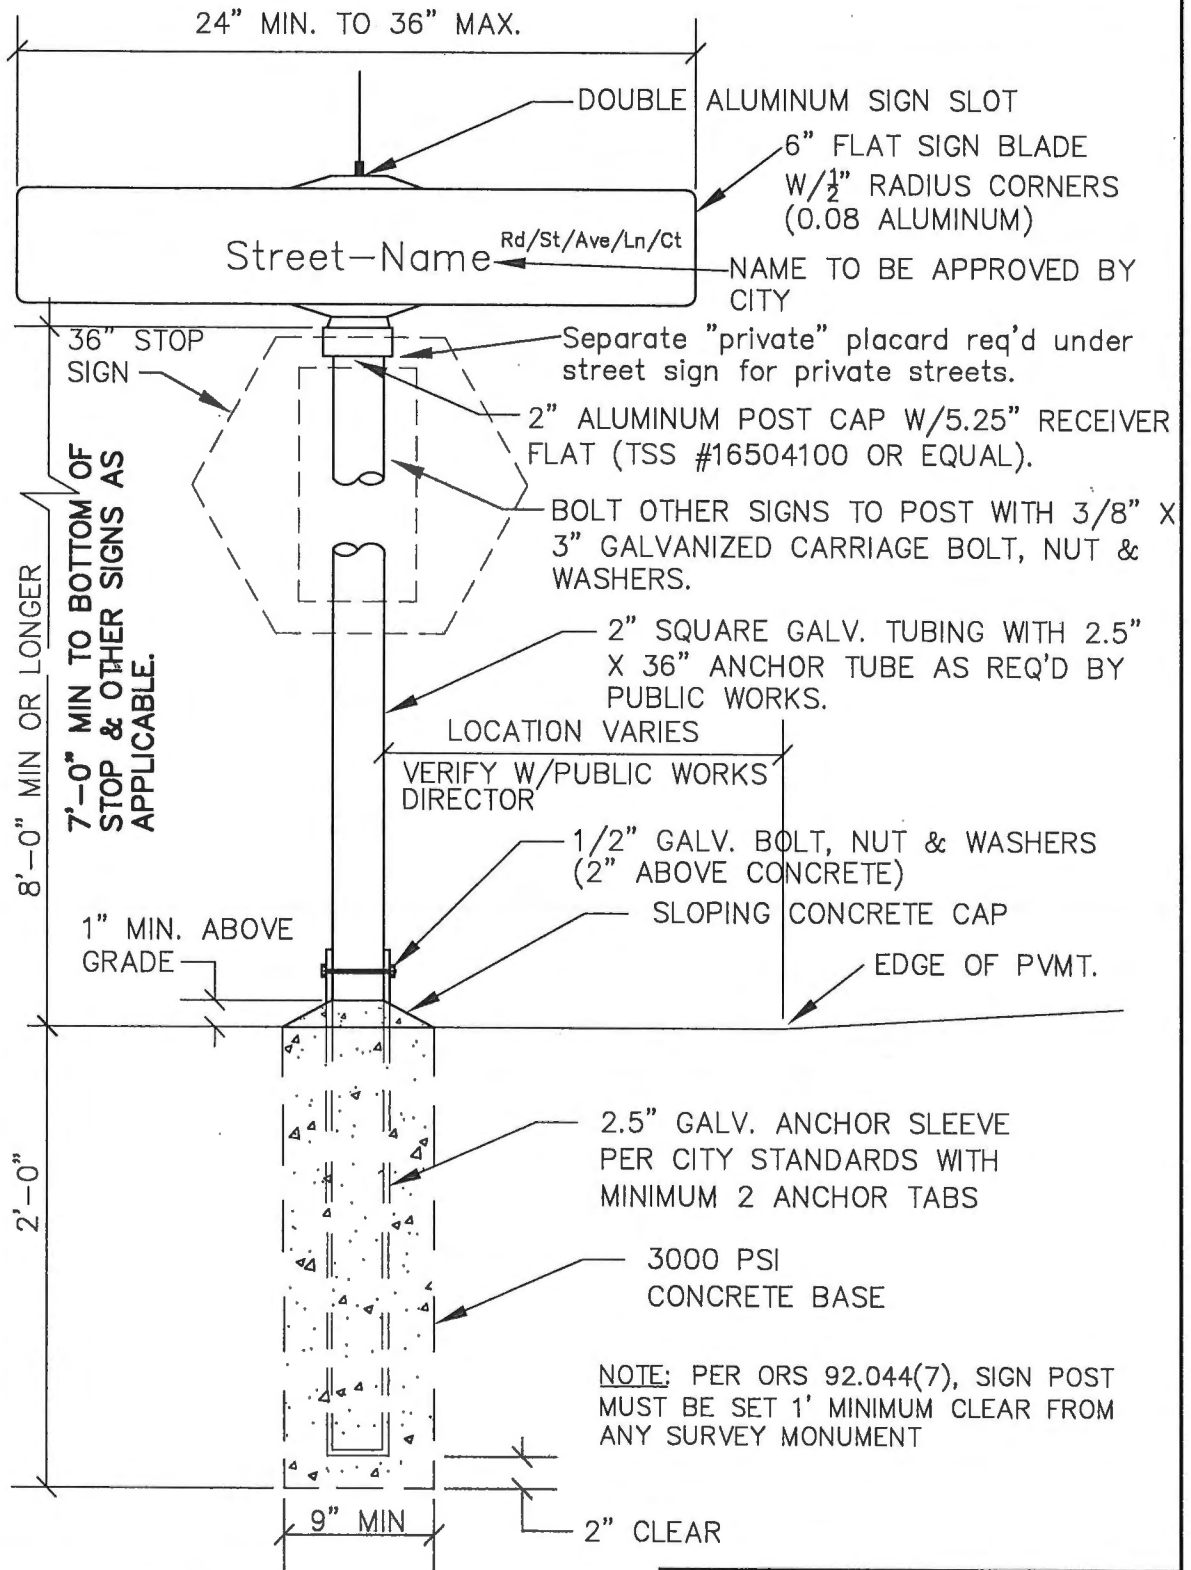 24" MIN. TO 36" MAX.
DOUBLE ALUMINUM SIGN SLOT
6" FLAT SIGN BLADE
W/½" RADIUS CORNERS
(0.08 ALUMINUM)
Street-Name Rd/St/Ave/Ln/Ct
NAME TO BE APPROVED BY
CITY
36" STOP
SIGN
Separate "private" placard req'd under
street sign for private streets.
2" ALUMINUM POST CAP W/5.25" RECEIVER
FLAT (TSS #16504100 OR EQUAL).
BOLT OTHER SIGNS TO POST WITH 3/8" X
3" GALVANIZED CARRIAGE BOLT, NUT &
WASHERS.
8'-0" MIN OR LONGER
7'-0" MIN TO BOTTOM OF
STOP & OTHER SIGNS AS
APPLICABLE.
2" SQUARE GALV. TUBING WITH 2.5"
X 36" ANCHOR TUBE AS REQ'D BY
PUBLIC WORKS.
LOCATION VARIES
VERIFY W/PUBLIC WORKS
DIRECTOR
1/2" GALV. BOLT, NUT & WASHERS
(2" ABOVE CONCRETE)
SLOPING CONCRETE CAP
1" MIN. ABOVE
GRADE
EDGE OF PVMT.
2'-0"
2.5" GALV. ANCHOR SLEEVE
PER CITY STANDARDS WITH
MINIMUM 2 ANCHOR TABS
3000 PSI
CONCRETE BASE
NOTE: PER ORS 92.044(7), SIGN POST
MUST BE SET 1' MINIMUM CLEAR FROM
ANY SURVEY MONUMENT
9" MIN
2" CLEAR